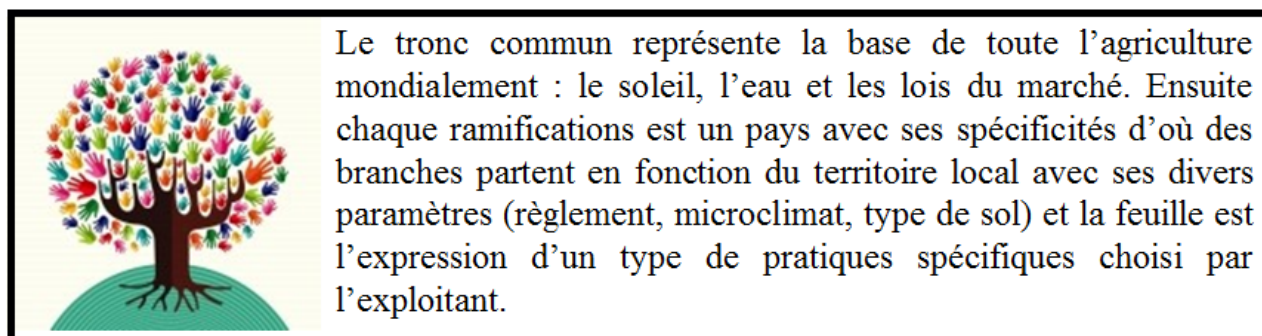 Le tronc commun représente la base de toute l’agriculture
mondialement : le soleil, l’eau et les lois du marché. Ensuite
chaque ramifications est un pays avec ses spécificités d’où des
branches partent en fonction du territoire local avec ses divers
paramètres (règlement, microclimat, type de sol) et la feuille est
l’expression d’un type de pratiques spécifiques choisi par
l’exploitant.